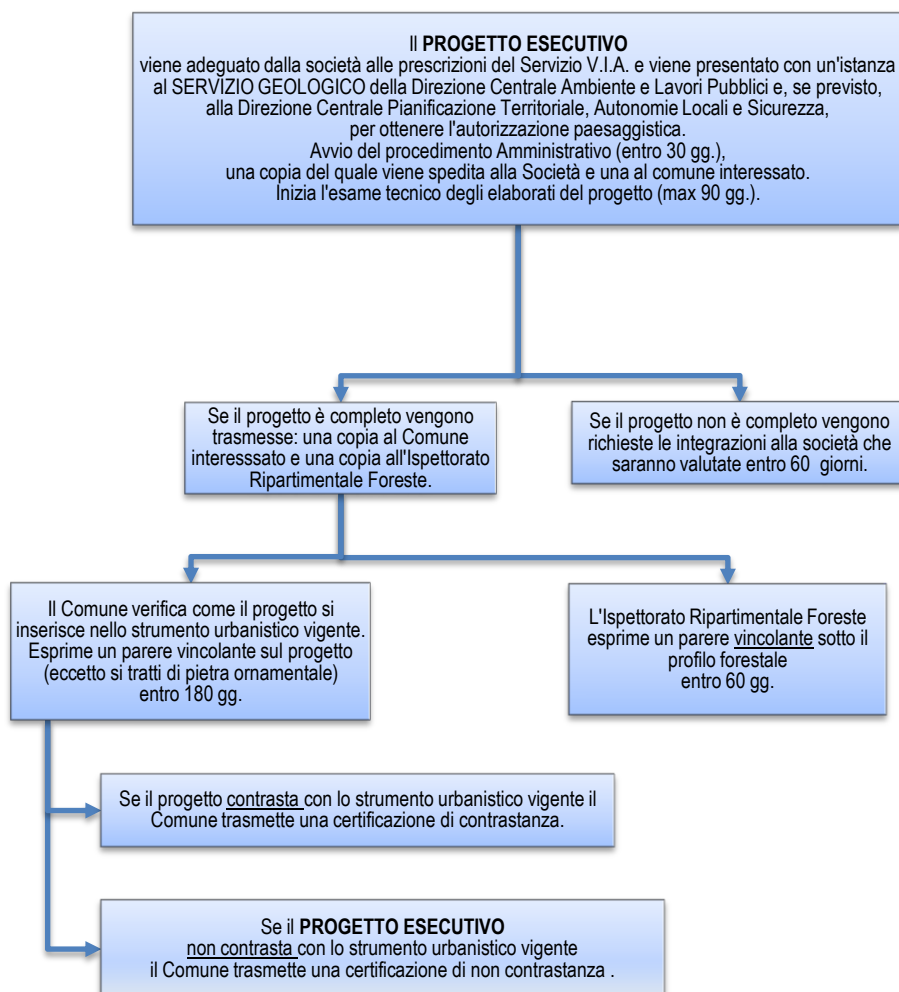 Il PROGETTO ESECUTIVO
viene adeguato dalla società alle prescrizioni del Servizio V.I.A. e viene presentato con un'istanza
al SERVIZIO GEOLOGICO della Direzione Centrale Ambiente e Lavori Pubblici e, se previsto,
alla Direzione Centrale Pianificazione Territoriale, Autonomie Locali e Sicurezza,
per ottenere l'autorizzazione paesaggistica.
Avvio del procedimento Amministrativo (entro 30 gg.),
una copia del quale viene spedita alla Società e una al comune interessato.
Inizia l'esame tecnico degli elaborati del progetto (max 90 gg.).
Se il progetto è completo vengono
trasmesse: una copia al Comune
interesssato e una copia all'Ispettorato
Ripartimentale Foreste.
Se il progetto non è completo vengono
richieste le integrazioni alla società che
saranno valutate entro 60 giorni.
Il Comune verifica come il progetto si
inserisce nello strumento urbanistico vigente.
Esprime un parere vincolante sul progetto
(eccetto si tratti di pietra ornamentale)
entro 180 gg.
L'Ispettorato Ripartimentale Foreste
esprime un parere vincolante sotto il
profilo forestale
entro 60 gg.
Se il progetto contrasta con lo strumento urbanistico vigente il
Comune trasmette una certificazione di contrastanza.
Se il PROGETTO ESECUTIVO
non contrasta con lo strumento urbanistico vigente
il Comune trasmette una certificazione di non contrastanza .